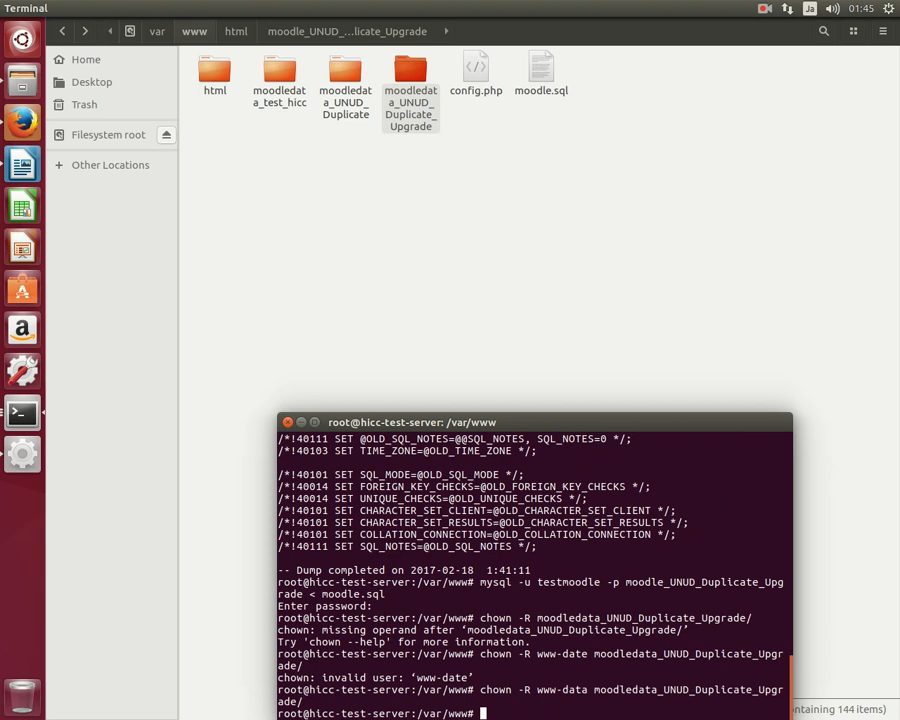 Terminal
Ja
01:45
var
www
html
moodle_UNUD_…licate_Upgrade
Home
Desktop
Trash
Filesystem root
Other Locations
html
moodledat
a_test_hicc
moodledat
a_UNUD_
Duplicate
moodledat
a_UNUD_
Duplicate_
Upgrade
config.php
moodle.sql
root@hicc-test-server: /var/www
/*!40111 SET @OLD_SQL_NOTES=@@SQL_NOTES, SQL_NOTES=0 */;
/*!40103 SET TIME_ZONE=@OLD_TIME_ZONE */;
/*!40101 SET SQL_MODE=@OLD_SQL_MODE */;
/*!40014 SET FOREIGN_KEY_CHECKS=@OLD_FOREIGN_KEY_CHECKS */;
/*!40014 SET UNIQUE_CHECKS=@OLD_UNIQUE_CHECKS */;
/*!40101 SET CHARACTER_SET_CLIENT=@OLD_CHARACTER_SET_CLIENT */;
/*!40101 SET CHARACTER_SET_RESULTS=@OLD_CHARACTER_SET_RESULTS */;
/*!40101 SET COLLATION_CONNECTION=@OLD_COLLATION_CONNECTION */;
/*!40111 SET SQL_NOTES=@OLD_SQL_NOTES */;
-- Dump completed on 2017-02-18  1:41:11
root@hicc-test-server:/var/www# mysql -u testmoodle -p moodle_UNUD_Duplicate_Upg
rade < moodle.sql
Enter password:
root@hicc-test-server:/var/www# chown -R moodledata_UNUD_Duplicate_Upgrade/
chown: missing operand after ‘moodledata_UNUD_Duplicate_Upgrade/’
Try 'chown --help' for more information.
root@hicc-test-server:/var/www# chown -R www-date moodledata_UNUD_Duplicate_Upgr
ade/
chown: invalid user: ‘www-date’
root@hicc-test-server:/var/www# chown -R www-data moodledata_UNUD_Duplicate_Upgr
ade/
root@hicc-test-server:/var/www#
ontaining 144 items)